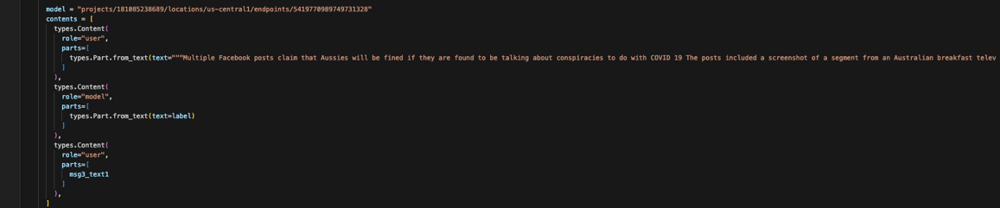 model = "projects/181085238689/locations/us-central1/endpoints/5419770989749731328"
contents = [
types.Content(
role="user",
parts=[
types.Part.from_text(text="""Multiple Facebook posts claim that Aussies will be fined if they are found to be talking about conspiracies to do with COVID 19 The posts included a screenshot of a segment from an Australian breakfast telev
]
),
types.Content(
role="model",
parts=[
types.Part.from_text(text=label)
]
),
types.Content(
role="user",
parts=[
msg3_text1
]
),
]